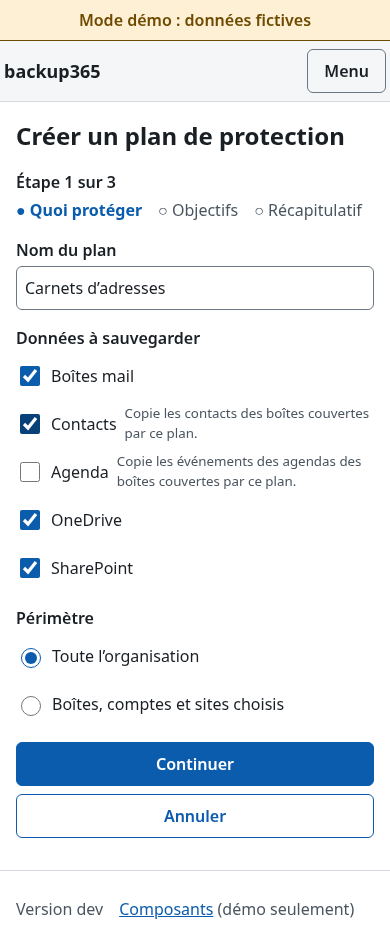 Mode démo : données fictives
backup365
Menu
Créer un plan de protection
Étape 1 sur 3
● Quoi protéger ○ Objectifs ○ Récapitulatif
Nom du plan
Carnets d’adresses
Données à sauvegarder
Boîtes mail
Contacts
Copie les contacts des boîtes couvertes
par ce plan.
Agenda
Copie les événements des agendas des
boîtes couvertes par ce plan.
OneDrive
SharePoint
Périmètre
Toute l’organisation
Boîtes, comptes et sites choisis
Continuer
Annuler
Version dev Composants (démo seulement)